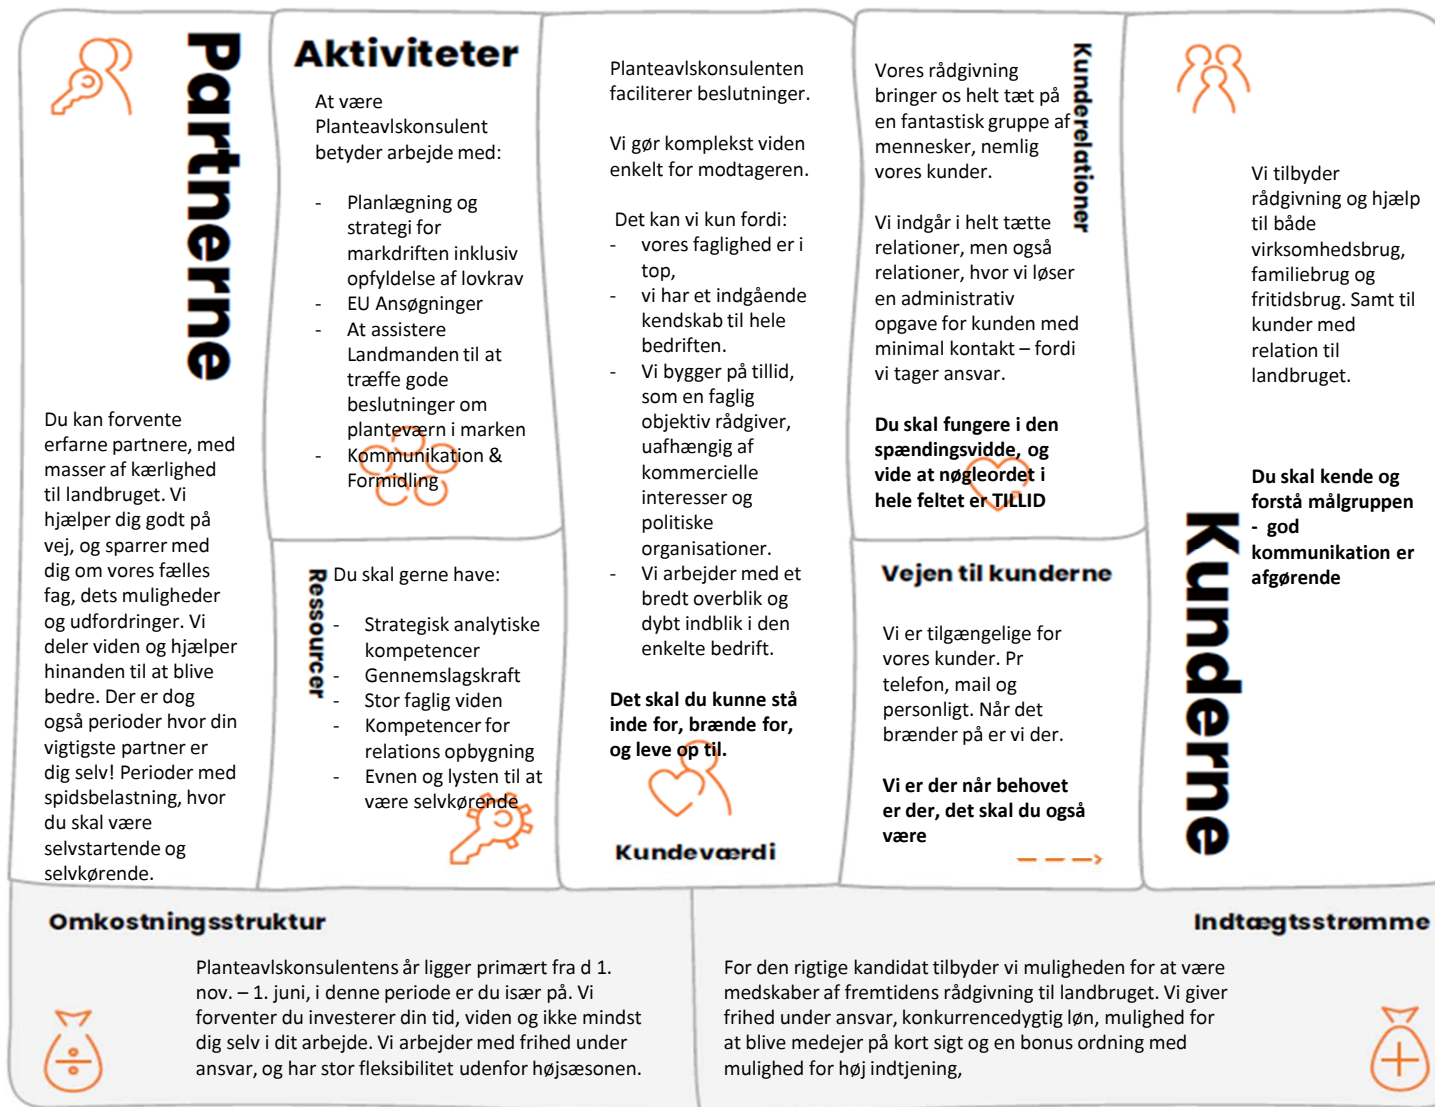 Partnerne
Du kan forvente
erfarne partnere, med
masser af kærlighed
til landbruget. Vi
hjælper dig godt på
vej, og sparrer med
dig om vores fælles
fag, dets muligheder
og udfordringer. Vi
deler viden og hjælper
hinanden til at blive
bedre. Der er dog
også perioder hvor din
vigtigste partner er
dig selv! Perioder med
spidsbelastning, hvor
du skal være
selvstartende og
selvkørende.
Aktiviteter
At være
Planteavlskonsulent
betyder arbejde med:
- Planlægning og
strategi for
markdriften inklusiv
opfyldelse af lovkrav
- EU Ansøgninger
- At assistere
Landmanden til at
træffe gode
beslutninger om
planteværn i marken
- Kommunikation &
Formidling
Ressourcer
Du skal gerne have:
- Strategisk analytiske
kompetencer
- Gennemslagskraft
- Stor faglig viden
- Kompetencer for
relations opbygning
- Evnen og lysten til at
være selvkørende
Planteavlskonsulenten
faciliterer beslutninger.
Vi gør komplekst viden
enkelt for modtageren.
Det kan vi kun fordi:
- vores faglighed er i
top,
- vi har et indgående
kendskab til hele
bedriften.
- Vi bygger på tillid,
som en faglig
objektiv rådgiver,
uafhængig af
kommercielle
interesser og
politiske
organisationer.
- Vi arbejder med et
bredt overblik og
dybt indblik i den
enkelte bedrift.
Det skal du kunne stå
inde for, brænde for,
og leve op til.
Kundeværdi
Kunderelationer
Vores rådgivning
bringer os helt tæt på
en fantastisk gruppe af
mennesker, nemlig
vores kunder.
Vi indgår i helt tætte
relationer, men også
relationer, hvor vi løser
en administrativ
opgave for kunden med
minimal kontakt – fordi
vi tager ansvar.
Du skal fungere i den
spændingsvidde, og
vide at nøgleordet i
hele feltet er TILLID
Vejen til kunderne
Vi er tilgængelige for
vores kunder. Pr
telefon, mail og
personligt. Når det
brænder på er vi der.
Vi er der når behovet
er der, det skal du også
være
Kunderne
Vi tilbyder
rådgivning og hjælp
til både
virksomhedsbrug,
familiebrug og
fritidsbrug. Samt til
kunder med
relation til
landbruget.
Du skal kende og
forstå målgruppen
- god
kommunikation er
afgørende
Omkostningsstruktur
Planteavlskonsulentens år ligger primært fra d 1.
nov. – 1. juni, i denne periode er du især på. Vi
forventer du investerer din tid, viden og ikke mindst
dig selv i dit arbejde. Vi arbejder med frihed under
ansvar, og har stor fleksibilitet udenfor højsæsonen.
Indtægtsstrømme
For den rigtige kandidat tilbyder vi muligheden for at være
medskaber af fremtidens rådgivning til landbruget. Vi giver
frihed under ansvar, konkurrencedygtig løn, mulighed for
at blive medejer på kort sigt og en bonus ordning med
mulighed for høj indtjening,